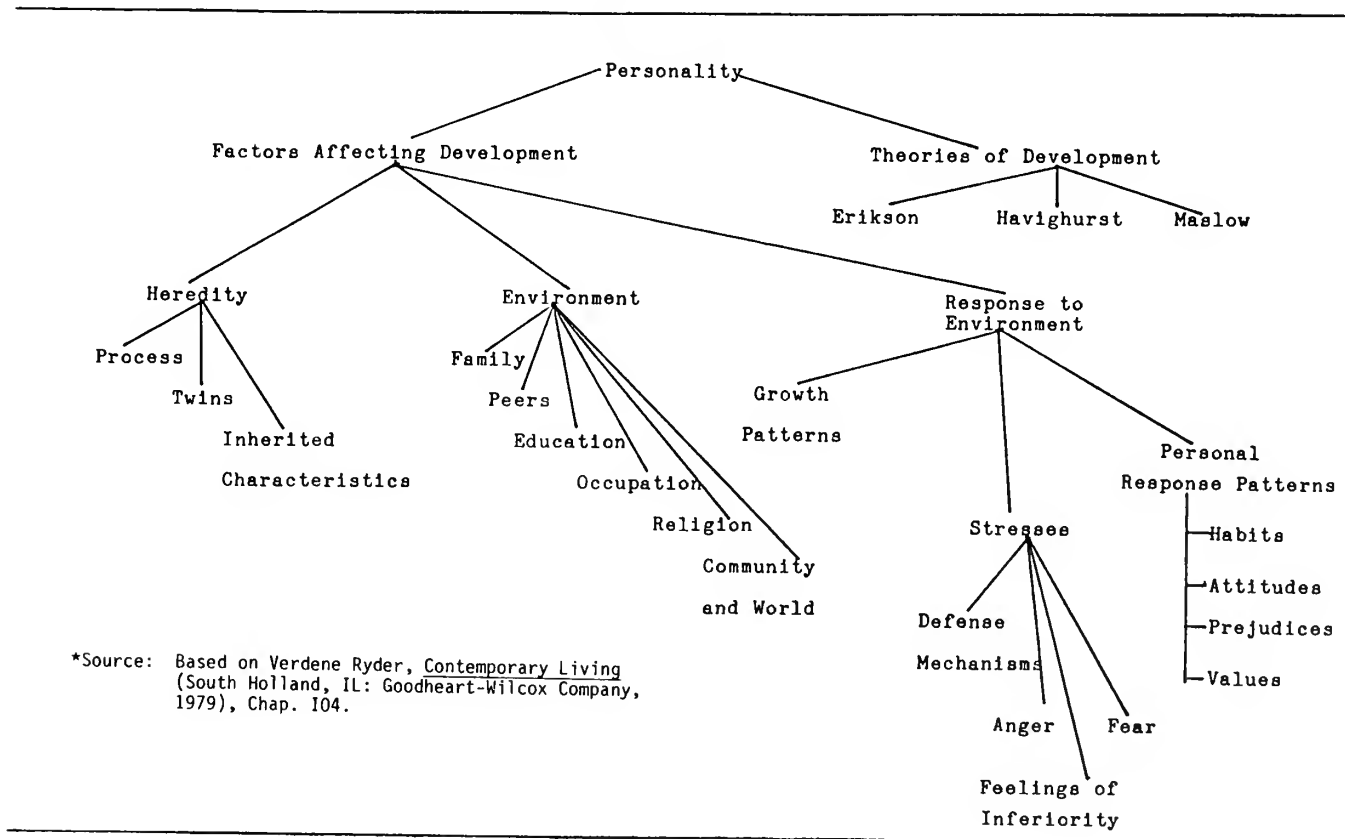 Personality
Factors Affecting Development
Theories of Development
Erikson
Havighurst
Maslow
Heredity
Environment
Response to
Environment
Process
Twins
Inherited
Characteristics
Family
Peers
Education
Occupation
Religion
Community
and World
Growth
Patterns
Stresses
Defense
Mechanisms
Anger
Feelings of
Inferiority
Fear
Personal
Response Patterns
Habits
Attitudes
Prejudices
Values
*Source: Based on Verdene Ryder, Contemporary Living
(South Holland, IL: Goodheart-Wilcox Company,
1979), Chap. I04.